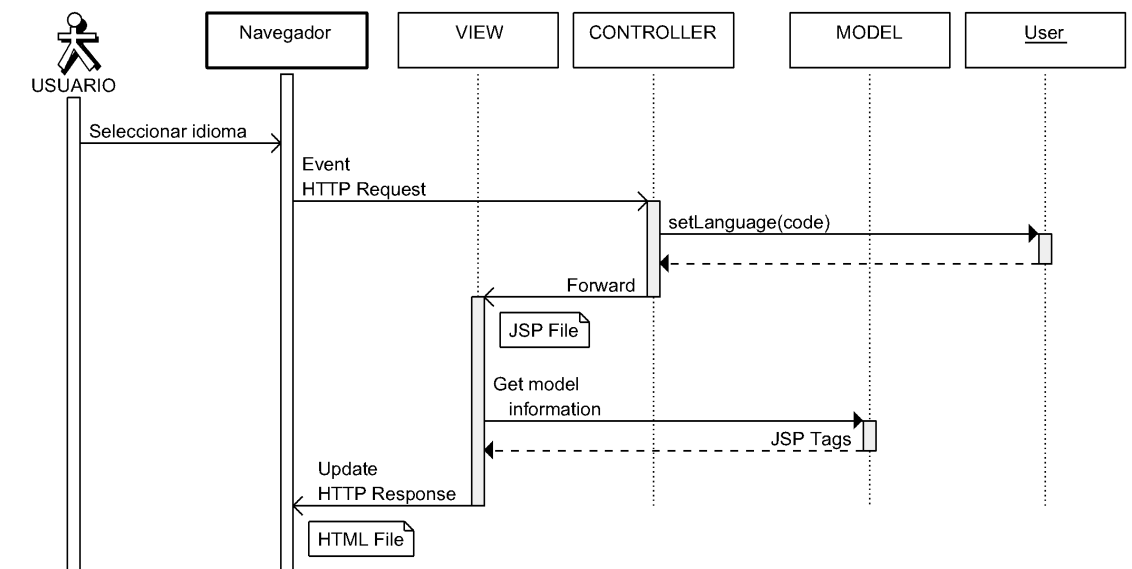 USUARIO
Navegador
VIEW
CONTROLLER
MODEL
User
Seleccionar idioma
Event
HTTP Request
setLanguage(code)
Forward
JSP File
Get model
information
JSP Tags
Update
HTTP Response
HTML File